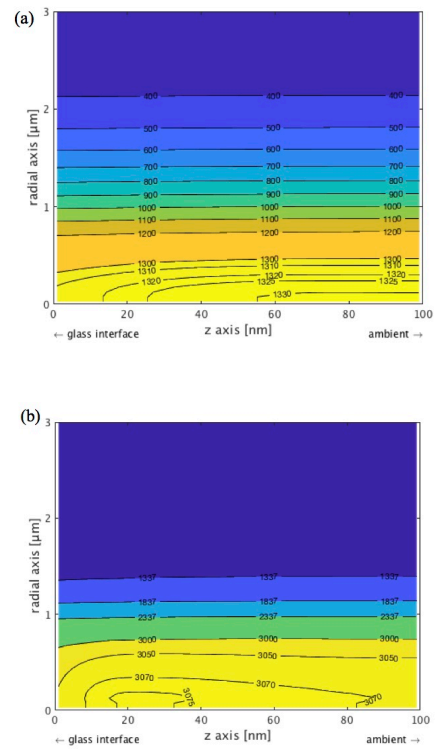 (a)
3
2
1
0
radial axis [μm]
400 400 400
500 500 500
600 600 600
700 700 700
800 800 800
900 900 900
1000 1000 1000
1100 1100 1100
1200 1200 1200
1300 1300 1300
1310 1310 1310
1320 1320 1320
1325 1325 1325
1330
0 20 40 60 80 100
z axis [nm]
← glass interface
ambient →
(b)
3
2
1
0
radial axis [μm]
1337 1337 1337
1837 1837 1837
2337 2337 2337
3000 3000 3000
3050 3050 3050
3070 3070
3075 3070
0 20 40 60 80 100
z axis [nm]
← glass interface
ambient →